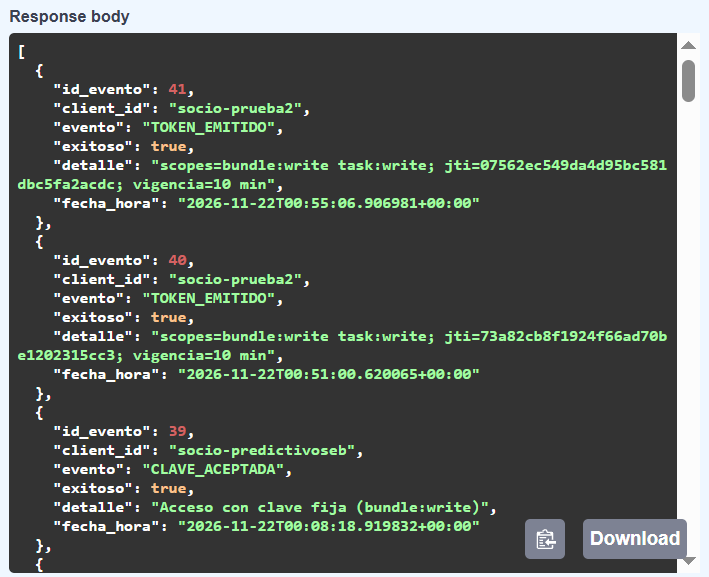 Response body
[
  {
    "id_evento": 41,
    "client_id": "socio-prueba2",
    "evento": "TOKEN_EMITIDO",
    "exitoso": true,
    "detalle": "scopes=bundle:write task:write; jti=07562ec549da4d95bc581
dbc5fa2acdc; vigencia=10 min",
    "fecha_hora": "2026-11-22T00:55:06.906981+00:00"
  },
  {
    "id_evento": 40,
    "client_id": "socio-prueba2",
    "evento": "TOKEN_EMITIDO",
    "exitoso": true,
    "detalle": "scopes=bundle:write task:write; jti=73a82cb8f1924f66ad70b
e1202315cc3; vigencia=10 min",
    "fecha_hora": "2026-11-22T00:51:00.620065+00:00"
  },
  {
    "id_evento": 39,
    "client_id": "socio-predictivoseb",
    "evento": "CLAVE_ACEPTADA",
    "exitoso": true,
    "detalle": "Acceso con clave fija (bundle:write)",
    "fecha_hora": "2026-11-22T00:08:18.919832+00:00"
  },
  {
Download